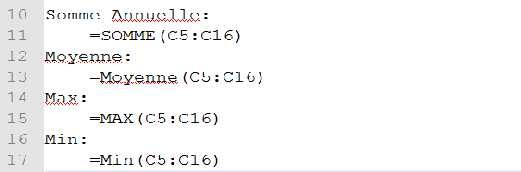 10 Somme Annuelle:
11 =SOMME(C5:C16)
12 Moyenne:
13 =Moyenne(C5:C16)
14 Max:
15 =MAX(C5:C16)
16 Min:
17 =Min(C5:C16)